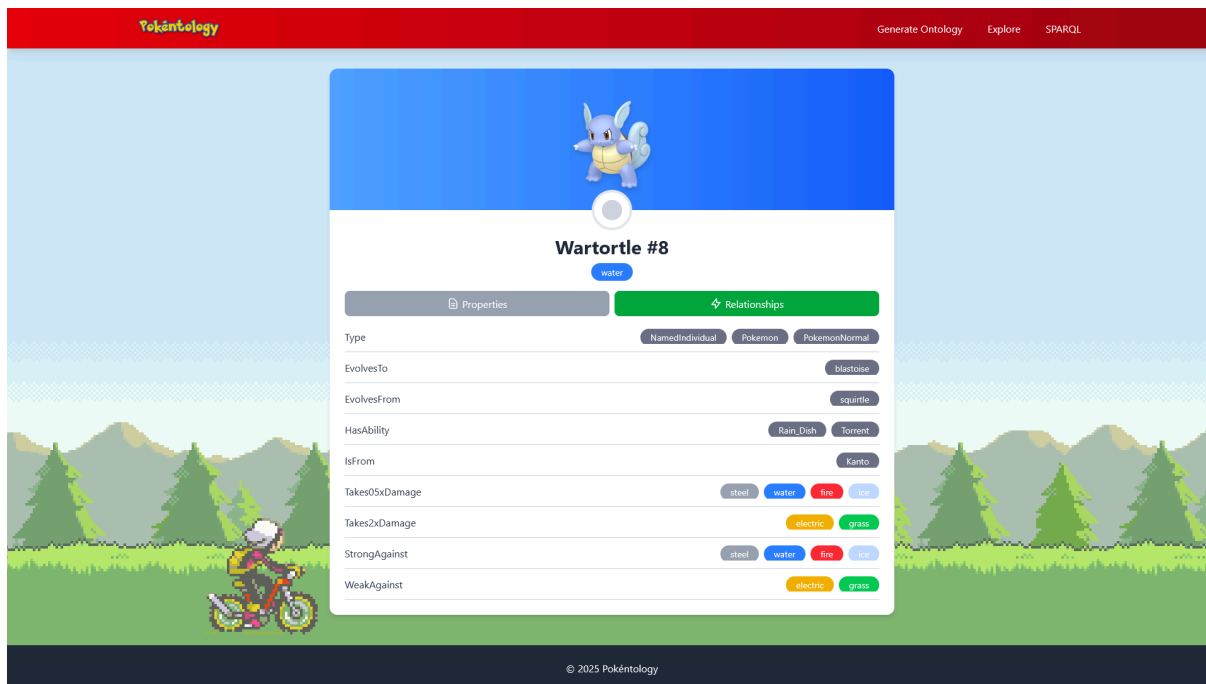 Pokéntology
Generate Ontology Explore SPARQL
Wartortle #8
water
Properties Relationships
Type NamedIndividual Pokemon PokemonNormal
EvolvesTo blastoise
EvolvesFrom squirtle
HasAbility Rain_Dish Torrent
IsFrom Kanto
Takes05xDamage steel water fire ice
Takes2xDamage electric grass
StrongAgainst steel water fire ice
WeakAgainst electric grass
© 2025 Pokéntology